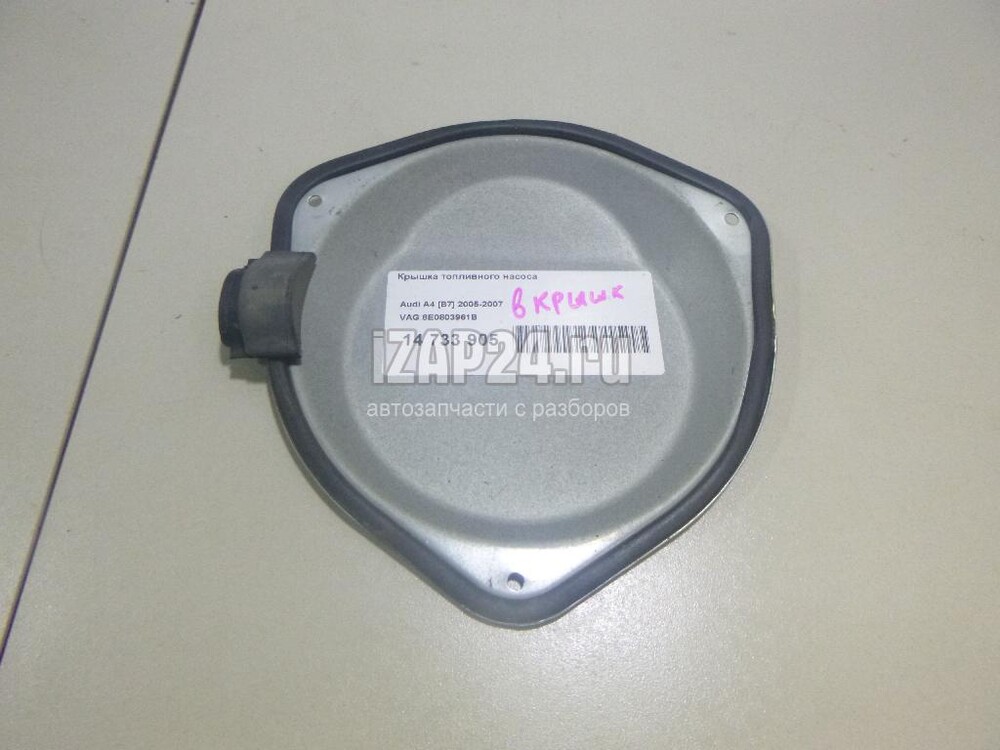 Крышка топливного насоса
Audi A4 [B7] 2005-2007
в крышк
VAG 8E0803961B
14 733 905
iZAP24.ru
автозапчасти с разборов